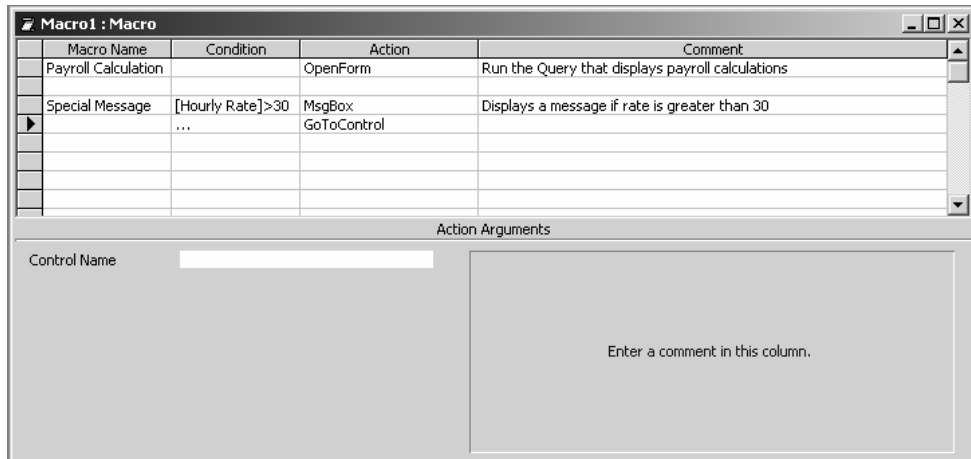 Macro1 : Macro
Macro Name Condition Action Comment
Payroll Calculation OpenForm Run the Query that displays payroll calculations
Special Message [Hourly Rate]>30 MsgBox Displays a message if rate is greater than 30
... GoToControl
Action Arguments
Control Name
Enter a comment in this column.